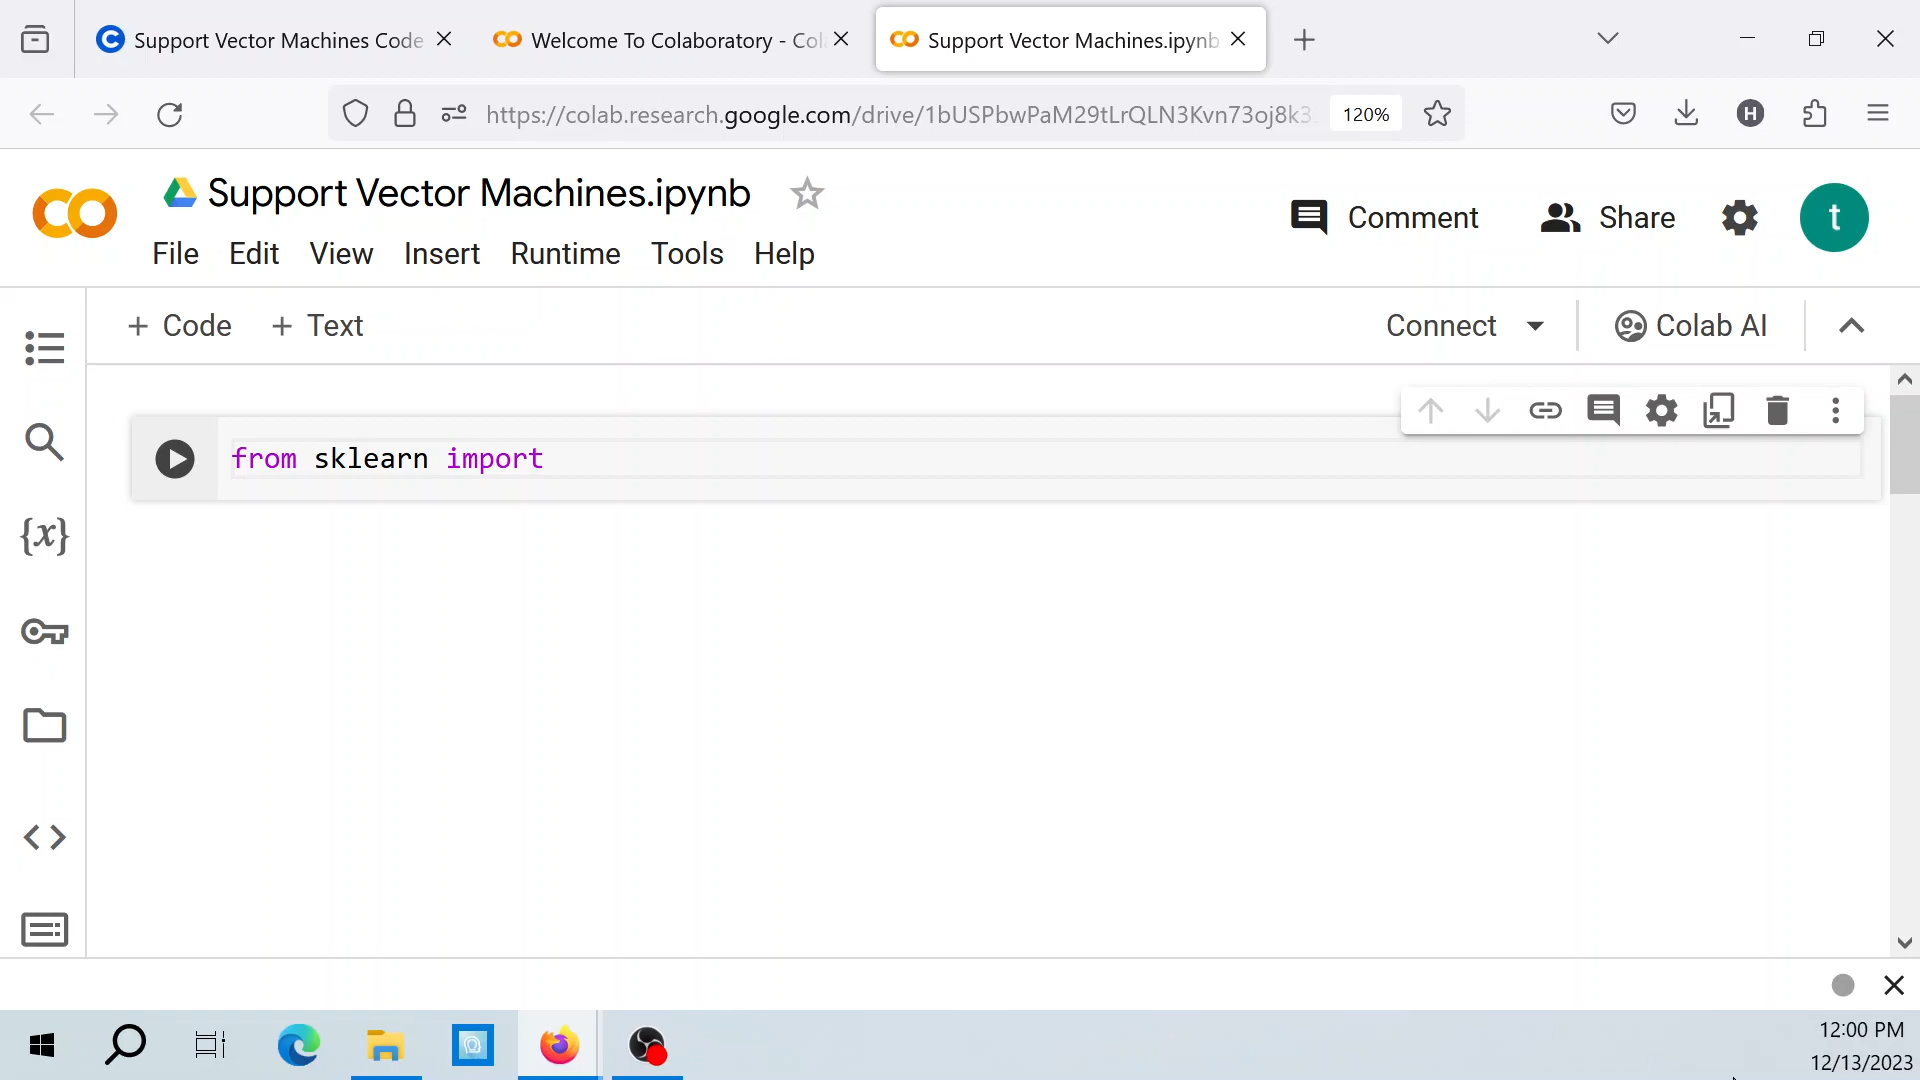 Support Vector Machines Code
Welcome To Colaboratory - Col
Support Vector Machines.ipynb
https://colab.research.google.com/drive/1bUSPbwPaM29tLrQLN3Kvn73oj8k3
120%
H
Support Vector Machines.ipynb
File Edit View Insert Runtime Tools Help
Comment
Share
t
+ Code + Text
Connect
Colab AI
from sklearn import
{x}
12:00 PM
12/13/2023